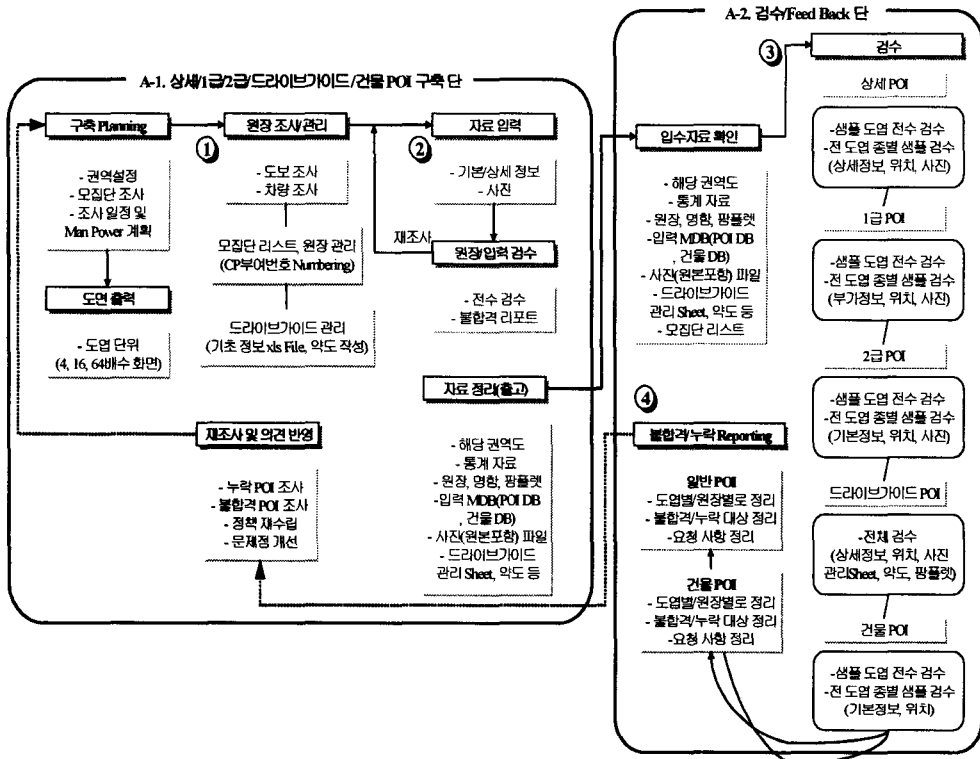 A-1. 상세/1급/2급/드라이브가이드/건물 POI 구축 단
구축 Planning
- 권역설정
- 모집단 조사
- 조사 일정 및
Man Power 계획
도면 출력
- 도엽 단위
(4, 16, 64배수 화면)
①
원장 조사/관리
- 도보 조사
- 차량 조사
모집단 리스트, 원장 관리
(CP부여번호 Numbering)
드라이브가이드 관리
(기초 정보 xls File, 약도 작성)
②
자료 입력
- 기본/상세 정보
- 사진
재조사
원장/입력 검수
- 전수 검수
- 불합격 리포트
자료 정리(출고)
- 해당 권역도
- 통계 자료
- 원장, 명함, 팜플렛
-입력 MDB(POI DB
, 건물 DB)
- 사진(원본포함) 파일
- 드라이브가이드
관리 Sheet, 약도 등
재조사 및 의견 반영
- 누락 POI 조사
- 불합격 POI 조사
- 정책 재수립
- 문제점 개선
A-2. 검수/Feed Back 단
입수자료 확인
- 해당 권역도
- 통계 자료
- 원장, 명함, 팜플렛
-입력 MDB(POI DB
, 건물 DB)
- 사진(원본포함) 파일
- 드라이브가이드
관리 Sheet, 약도 등
- 모집단 리스트
④
불합격/누락 Reporting
일반 POI
- 도엽별/원장별로 정리
- 불합격/누락 대상 정리
-요청 사항 정리
건물 POI
- 도엽별/원장별로 정리
- 불합격/누락 대상 정리
-요청 사항 정리
③
검수
상세 POI
-샘플 도엽 전수 검수
-전 도엽 종별 샘플 검수
(상세정보, 위치, 사진)
1급 POI
-샘플 도엽 전수 검수
-전 도엽 종별 샘플 검수
(부가정보, 위치, 사진)
2급 POI
-샘플 도엽 전수 검수
-전 도엽 종별 샘플 검수
(기본정보, 위치, 사진)
드라이브가이드 POI
-전체 검수
(상세정보, 위치, 사진
관리Sheet, 약도, 팜플렛)
건물 POI
-샘플 도엽 전수 검수
-전 도엽 종별 샘플 검수
(기본정보, 위치)